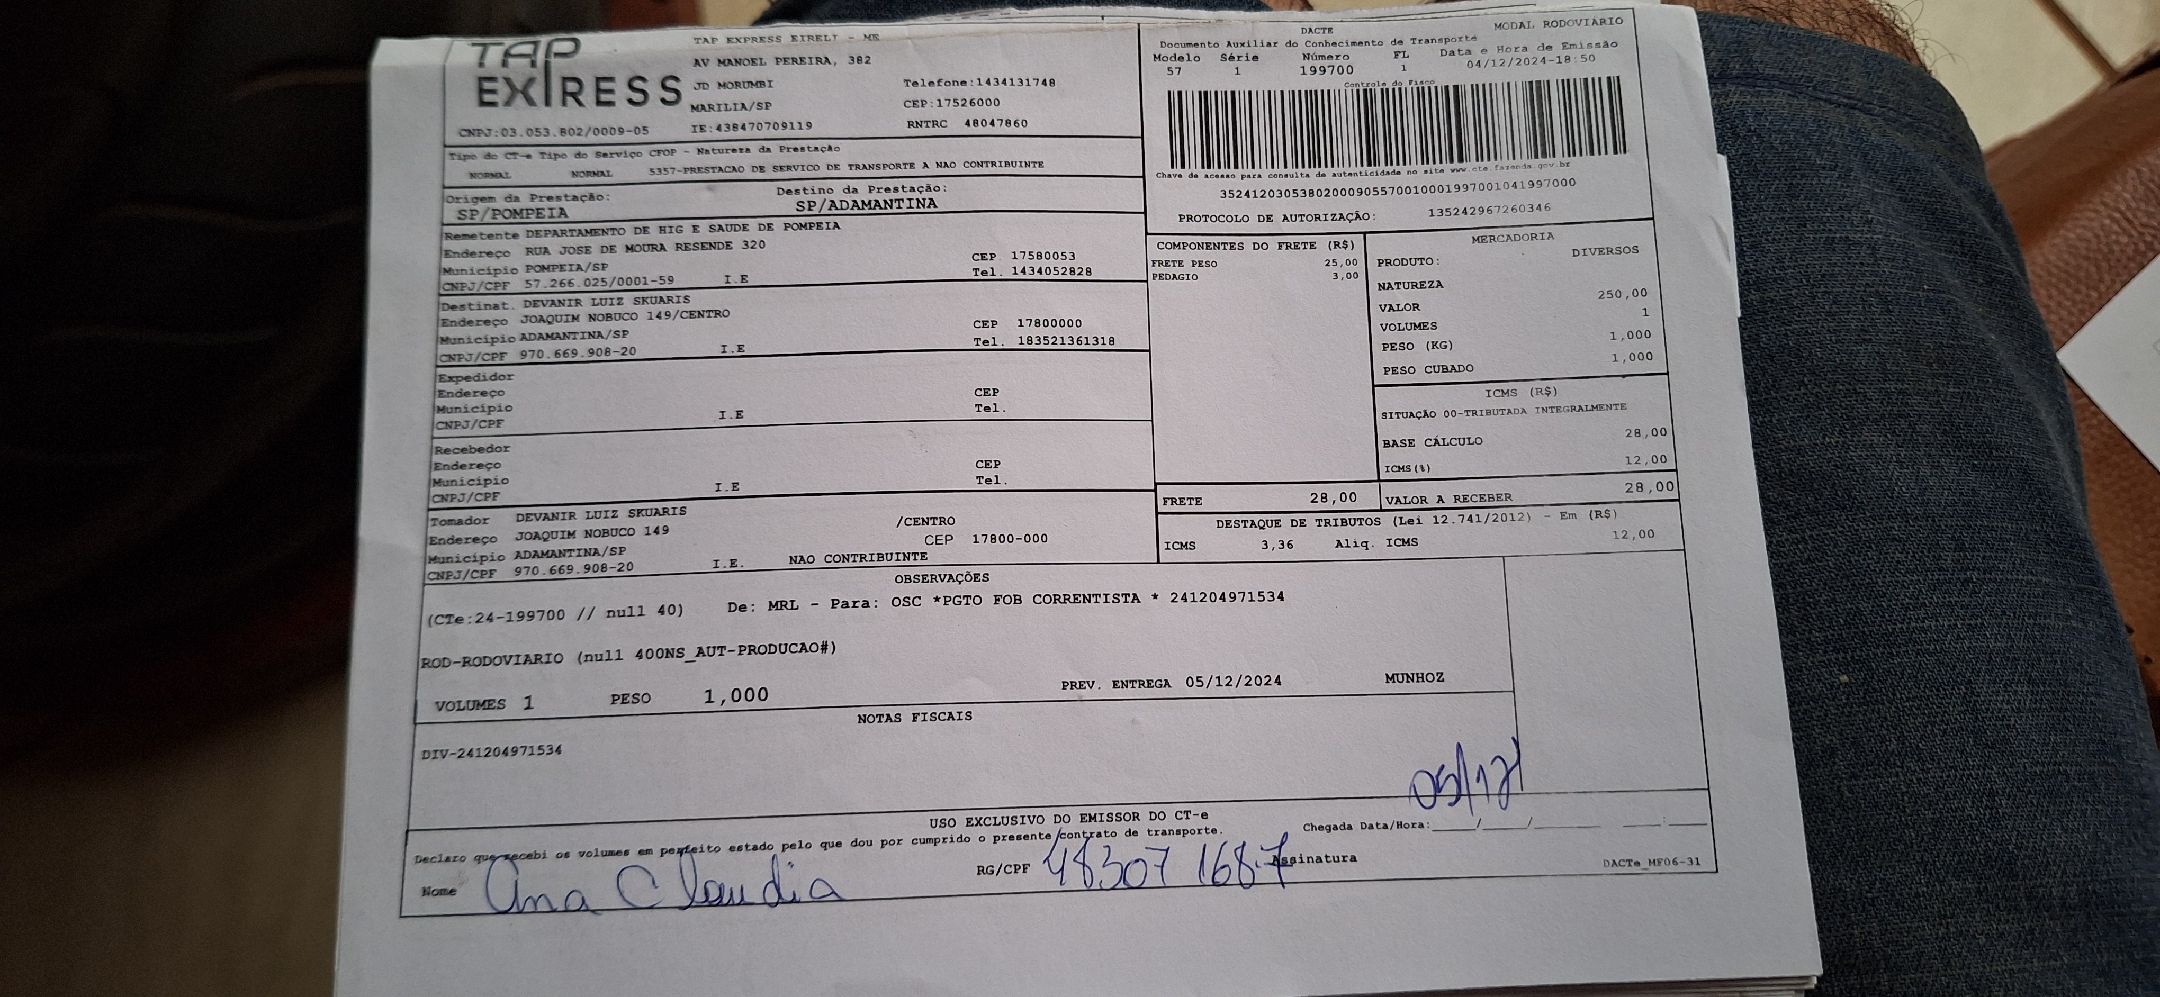 TAP EXPRESS
TAP EXPRESS EIRELI - ME
AV MANOEL PEREIRA, 382
JD MORUMBI Telefone:1434131748
MARILIA/SP CEP:17526000
CNPJ:03.053.802/0009-05 IE:438470709119 RNTRC 48047860
DACTE MODAL RODOVIÁRIO
Documento Auxiliar do Conhecimento de Transporte
Modelo Série Número FL Data e Hora de Emissão
57 1 199700 1 04/12/2024-18:50
Controle do Fisco
Chave de acesso para consulta de autenticidade no site www.cte.fazenda.gov.br
35241203053802000905570010001997001041997000
PROTOCOLO DE AUTORIZAÇÃO: 135242967260346
Tipo do CT-e Tipo do Serviço CFOP - Natureza da Prestação
NORMAL NORMAL 5357-PRESTACAO DE SERVICO DE TRANSPORTE A NAO CONTRIBUINTE
Origem da Prestação: Destino da Prestação:
SP/POMPEIA SP/ADAMANTINA
Remetente DEPARTAMENTO DE HIG E SAUDE DE POMPEIA
Endereço RUA JOSE DE MOURA RESENDE 320 CEP 17580053
Município POMPEIA/SP Tel. 1434052828
CNPJ/CPF 57.266.025/0001-59 I.E
Destinat. DEVANIR LUIZ SKUARIS
Endereço JOAQUIM NOBUCO 149/CENTRO CEP 17800000
Município ADAMANTINA/SP Tel. 183521361318
CNPJ/CPF 970.669.908-20 I.E
Expedidor
Endereço CEP
Município Tel.
CNPJ/CPF I.E
Recebedor
Endereço CEP
Município Tel.
CNPJ/CPF I.E
Tomador DEVANIR LUIZ SKUARIS
Endereço JOAQUIM NOBUCO 149 /CENTRO
Município ADAMANTINA/SP CEP 17800-000
CNPJ/CPF 970.669.908-20 I.E. NAO CONTRIBUINTE
COMPONENTES DO FRETE (R$)
FRETE PESO 25,00
PEDAGIO 3,00
FRETE 28,00
MERCADORIA
PRODUTO: DIVERSOS
NATUREZA
VALOR 250,00
VOLUMES 1
PESO (KG) 1,000
PESO CUBADO 1,000
ICMS (R$)
SITUAÇÃO 00-TRIBUTADA INTEGRALMENTE
BASE CÁLCULO 28,00
ICMS(%) 12,00
VALOR A RECEBER 28,00
DESTAQUE DE TRIBUTOS (Lei 12.741/2012) - Em (R$)
ICMS 3,36 Aliq. ICMS 12,00
OBSERVAÇÕES
(CTe:24-199700 // null 40) De: MRL - Para: OSC *PGTO FOB CORRENTISTA * 241204971534
ROD-RODOVIARIO (null 400NS_AUT-PRODUCAO#)
VOLUMES 1 PESO 1,000 PREV. ENTREGA 05/12/2024 MUNHOZ
NOTAS FISCAIS
DIV-241204971534
05/12/
USO EXCLUSIVO DO EMISSOR DO CT-e
Declaro que recebi os volumes em perfeito estado pelo que dou por cumprido o presente contrato de transporte. Chegada Data/Hora:_____/_____/_______ _____:_____
Nome Ana Claudia RG/CPF 48307 168-7 Assinatura DACTe_MF06-31